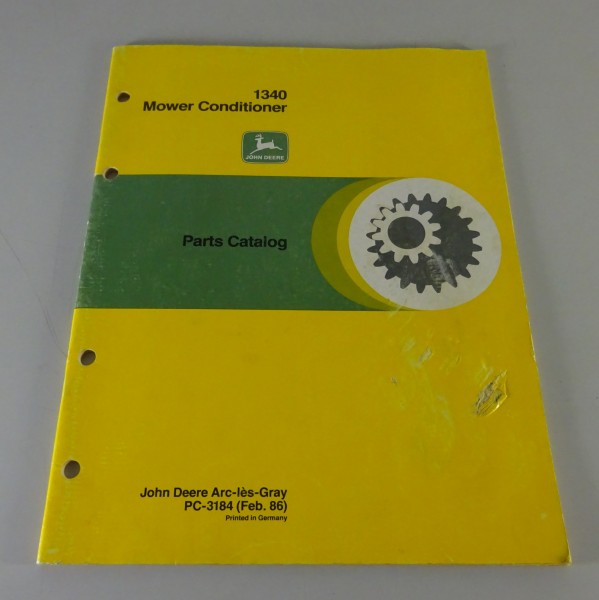 1340
Mower Conditioner
JOHN DEERE
Parts Catalog
John Deere Arc-lès-Gray
PC-3184 (Feb. 86)
Printed in Germany